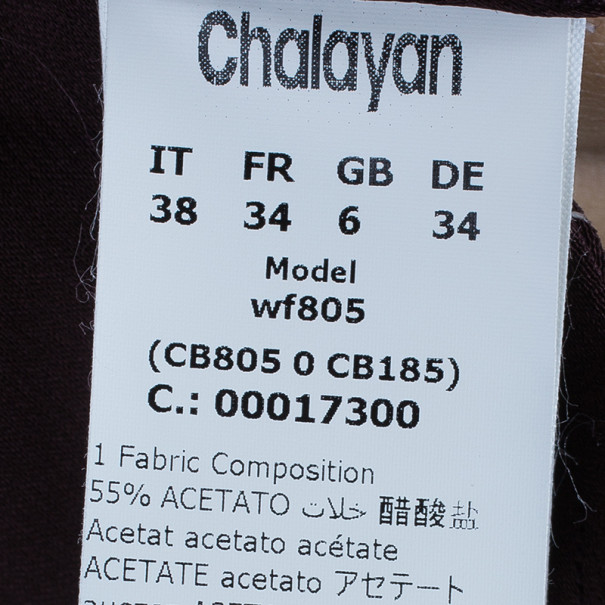 Chalayan
IT FR GB DE
38 34 6 34
Model
wf805
(CB805 0 CB185)
C.: 00017300
1 Fabric Composition
55% ACETATO خلات 醋酸盐
Acetat acetato acétate
ACETATE acetato アセテート